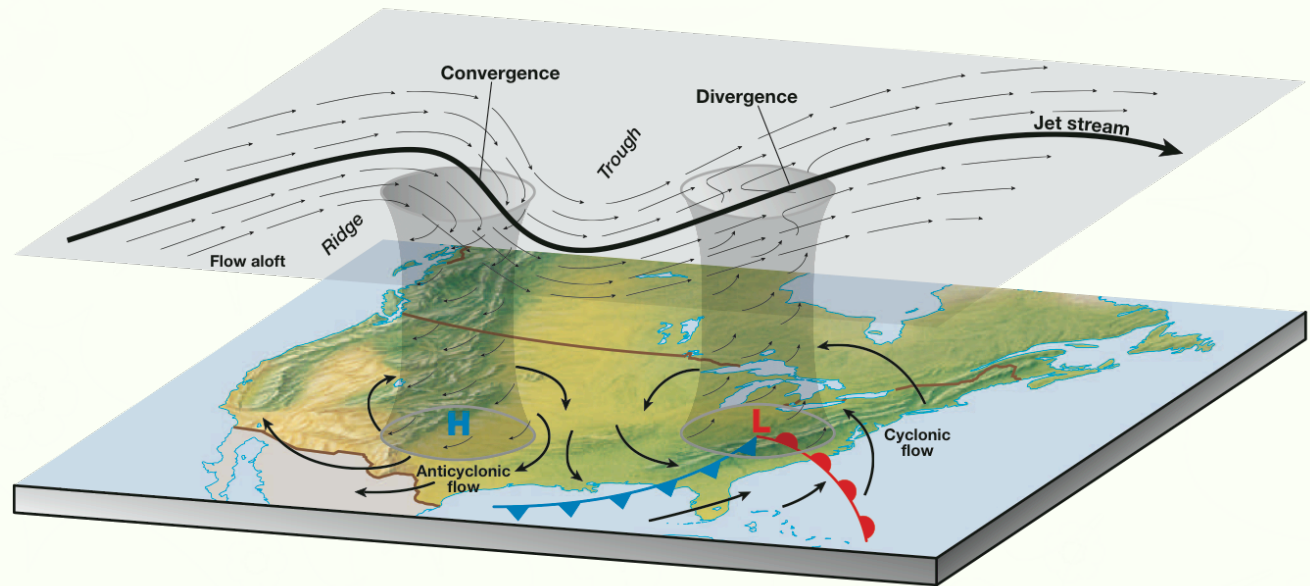 Convergence
Divergence
Jet stream
Trough
Ridge
Flow aloft
H
L
Cyclonic
flow
Anticyclonic
flow